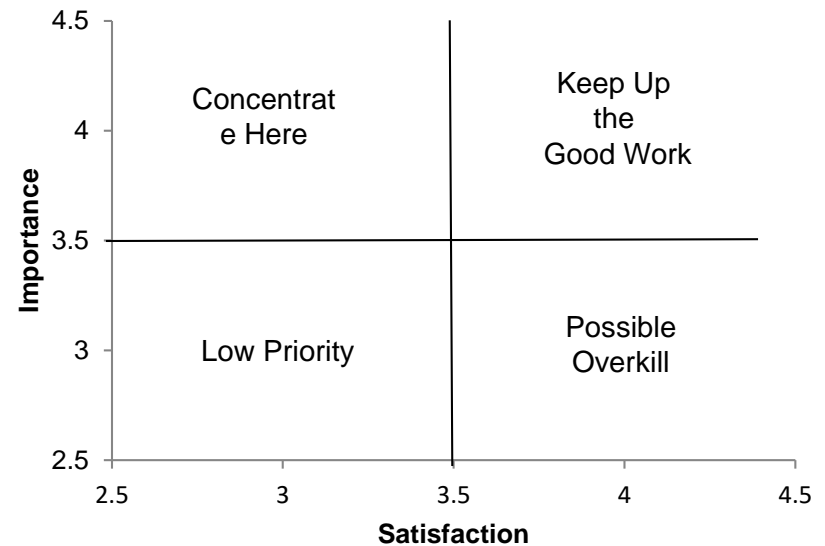 4.5
Concentrat
e Here
Keep Up
the
Good Work
4
Importance
3.5
Low Priority
Possible
Overkill
3
2.5
2.5 3 3.5 4 4.5
Satisfaction